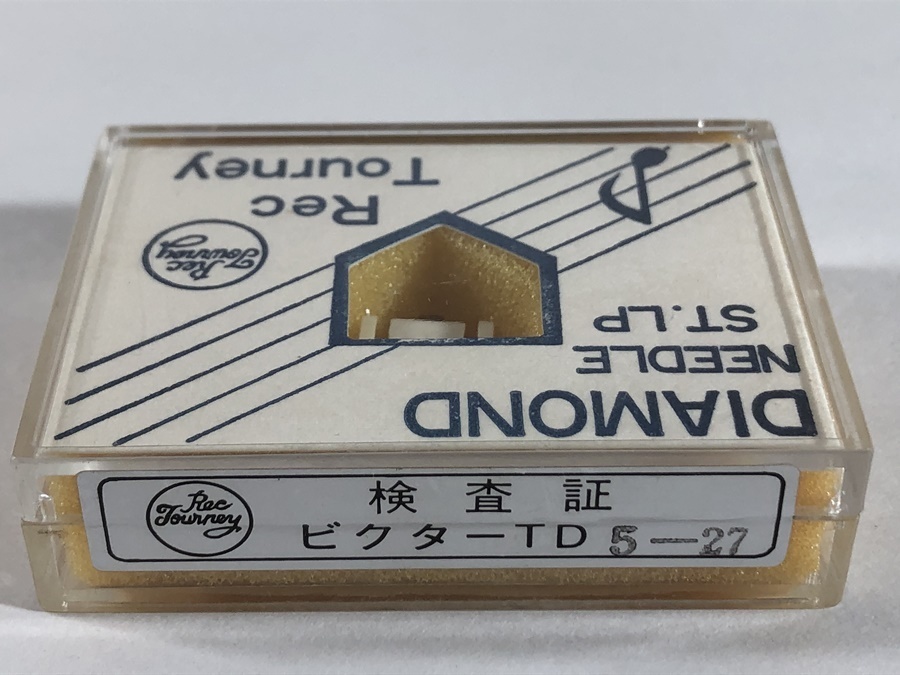 DIAMOND
NEEDLE
ST.LP
Rec
Tourney
Rec
Tourney
Rec
Tourney
検査証
ビクターTD 5-27